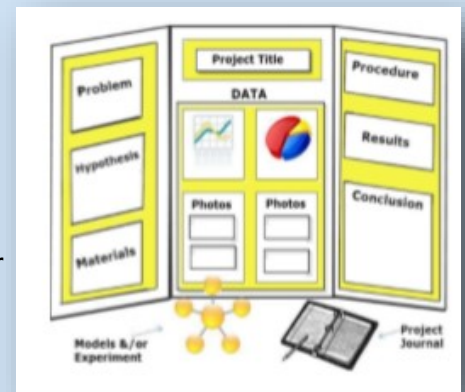 Problem
Hypothesis
Materials
Project Title
DATA
Photos
Photos
Procedure
Results
Conclusion
Models &/or
Experiment
Project
Journal